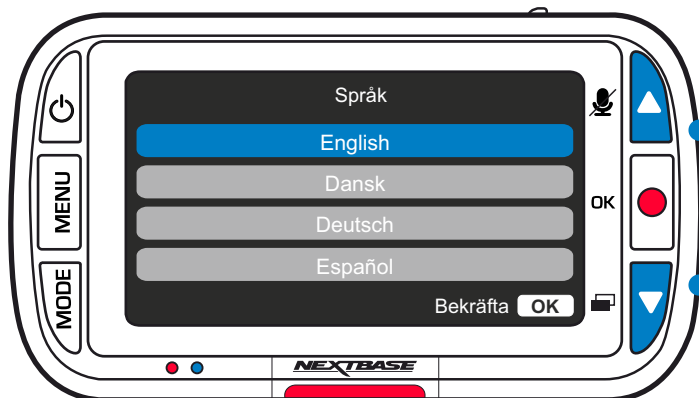 Språk
English
MENU
Dansk
OK
Deutsch
Español
MODE
Bekräfta OK
NEXTBASE